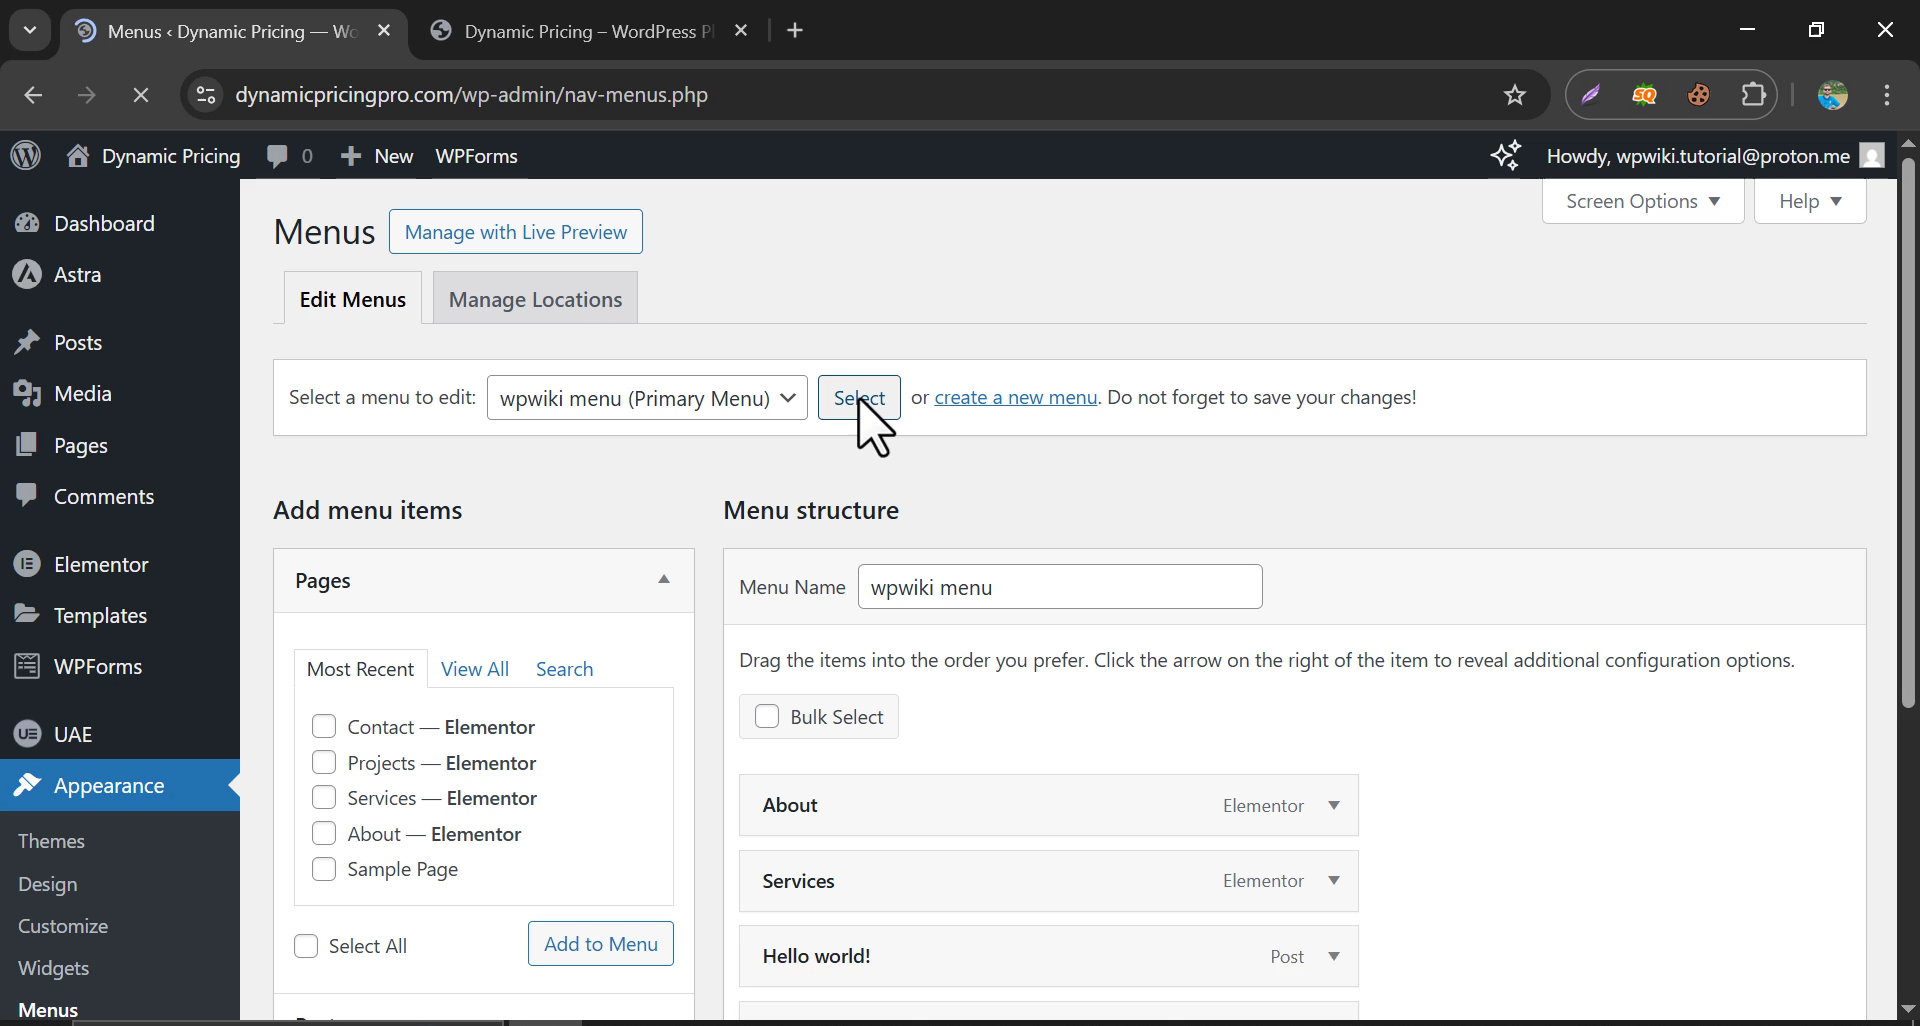 Menus ‹ Dynamic Pricing — Wo
Dynamic Pricing – WordPress P
dynamicpricingpro.com/wp-admin/nav-menus.php
Dynamic Pricing
0
New
WPForms
Howdy, wpwiki.tutorial@proton.me
Dashboard
Astra
Posts
Media
Pages
Comments
Elementor
Templates
WPForms
UAE
Appearance
Themes
Design
Customize
Widgets
Menus
Screen Options
Help
Menus
Manage with Live Preview
Edit Menus
Manage Locations
Select a menu to edit: wpwiki menu (Primary Menu) Select or create a new menu. Do not forget to save your changes!
Add menu items
Pages
Most Recent View All Search
Contact — Elementor
Projects — Elementor
Services — Elementor
About — Elementor
Sample Page
Select All
Add to Menu
Menu structure
Menu Name wpwiki menu
Drag the items into the order you prefer. Click the arrow on the right of the item to reveal additional configuration options.
Bulk Select
About Elementor
Services Elementor
Hello world! Post